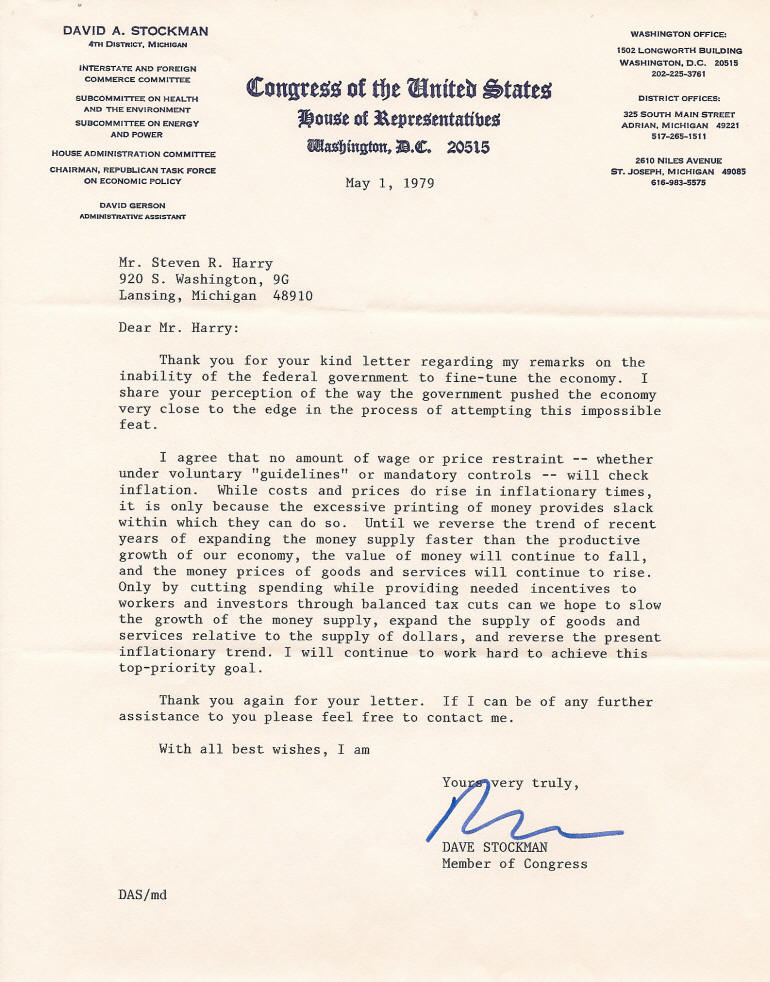 DAVID A. STOCKMAN
4TH DISTRICT, MICHIGAN
INTERSTATE AND FOREIGN
COMMERCE COMMITTEE
SUBCOMMITTEE ON HEALTH
AND THE ENVIRONMENT
SUBCOMMITTEE ON ENERGY
AND POWER
HOUSE ADMINISTRATION COMMITTEE
CHAIRMAN, REPUBLICAN TASK FORCE
ON ECONOMIC POLICY
DAVID GERSON
ADMINISTRATIVE ASSISTANT
Congress of the United States
House of Representatives
Washington, D.C. 20515
WASHINGTON OFFICE:
1502 LONGWORTH BUILDING
WASHINGTON, D.C. 20515
202-225-3761
DISTRICT OFFICES:
325 SOUTH MAIN STREET
ADRIAN, MICHIGAN 49221
517-265-1511
2610 NILES AVENUE
ST. JOSEPH, MICHIGAN 49085
616-983-5575
May 1, 1979
Mr. Steven R. Harry
920 S. Washington, 9G
Lansing, Michigan 48910
Dear Mr. Harry:
Thank you for your kind letter regarding my remarks on the
inability of the federal government to fine-tune the economy. I
share your perception of the way the government pushed the economy
very close to the edge in the process of attempting this impossible
feat.
I agree that no amount of wage or price restraint -- whether
under voluntary "guidelines" or mandatory controls -- will check
inflation. While costs and prices do rise in inflationary times,
it is only because the excessive printing of money provides slack
within which they can do so. Until we reverse the trend of recent
years of expanding the money supply faster than the productive
growth of our economy, the value of money will continue to fall,
and the money prices of goods and services will continue to rise.
Only by cutting spending while providing needed incentives to
workers and investors through balanced tax cuts can we hope to slow
the growth of the money supply, expand the supply of goods and
services relative to the supply of dollars, and reverse the present
inflationary trend. I will continue to work hard to achieve this
top-priority goal.
Thank you again for your letter. If I can be of any further
assistance to you please feel free to contact me.
With all best wishes, I am
Yours very truly,
DAVE STOCKMAN
Member of Congress
DAS/md